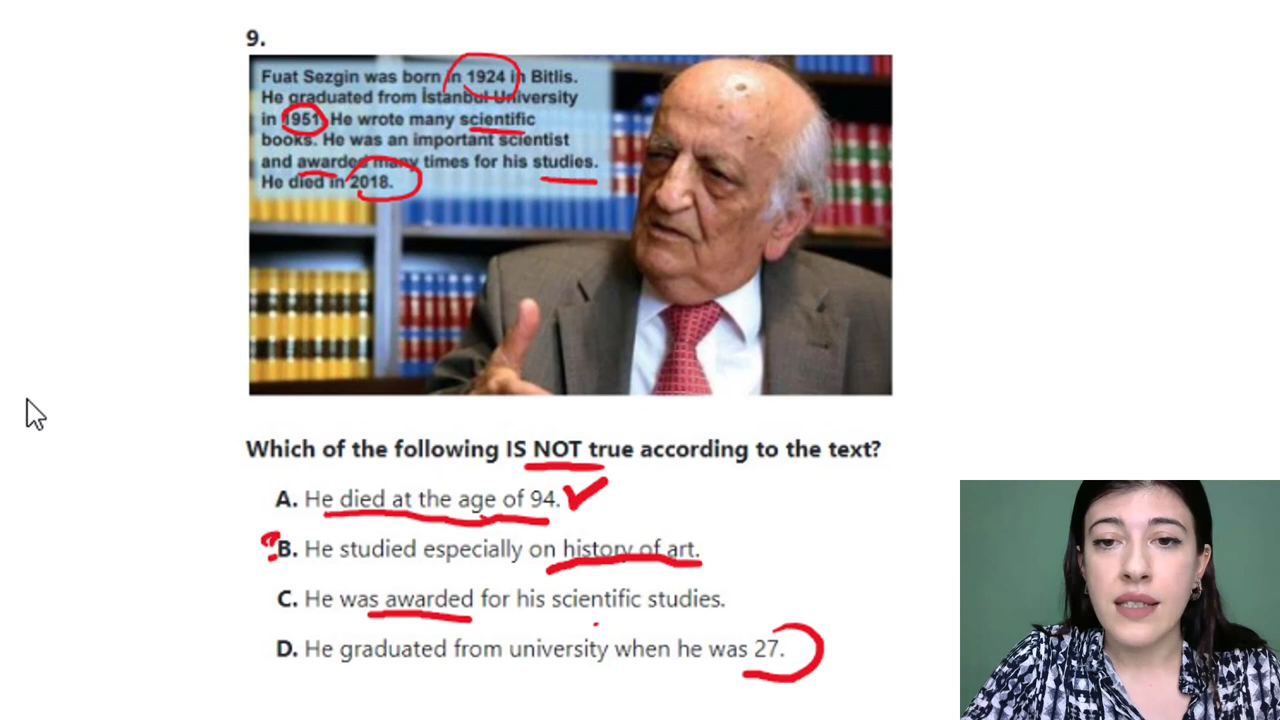 9.
Fuat Sezgin was born in 1924 in Bitlis.
He graduated from İstanbul University
in 1951. He wrote many scientific
books. He was an important scientist
and awarded many times for his studies.
He died in 2018.
Which of the following IS NOT true according to the text?
A. He died at the age of 94.
B. He studied especially on history of art.
C. He was awarded for his scientific studies.
D. He graduated from university when he was 27.